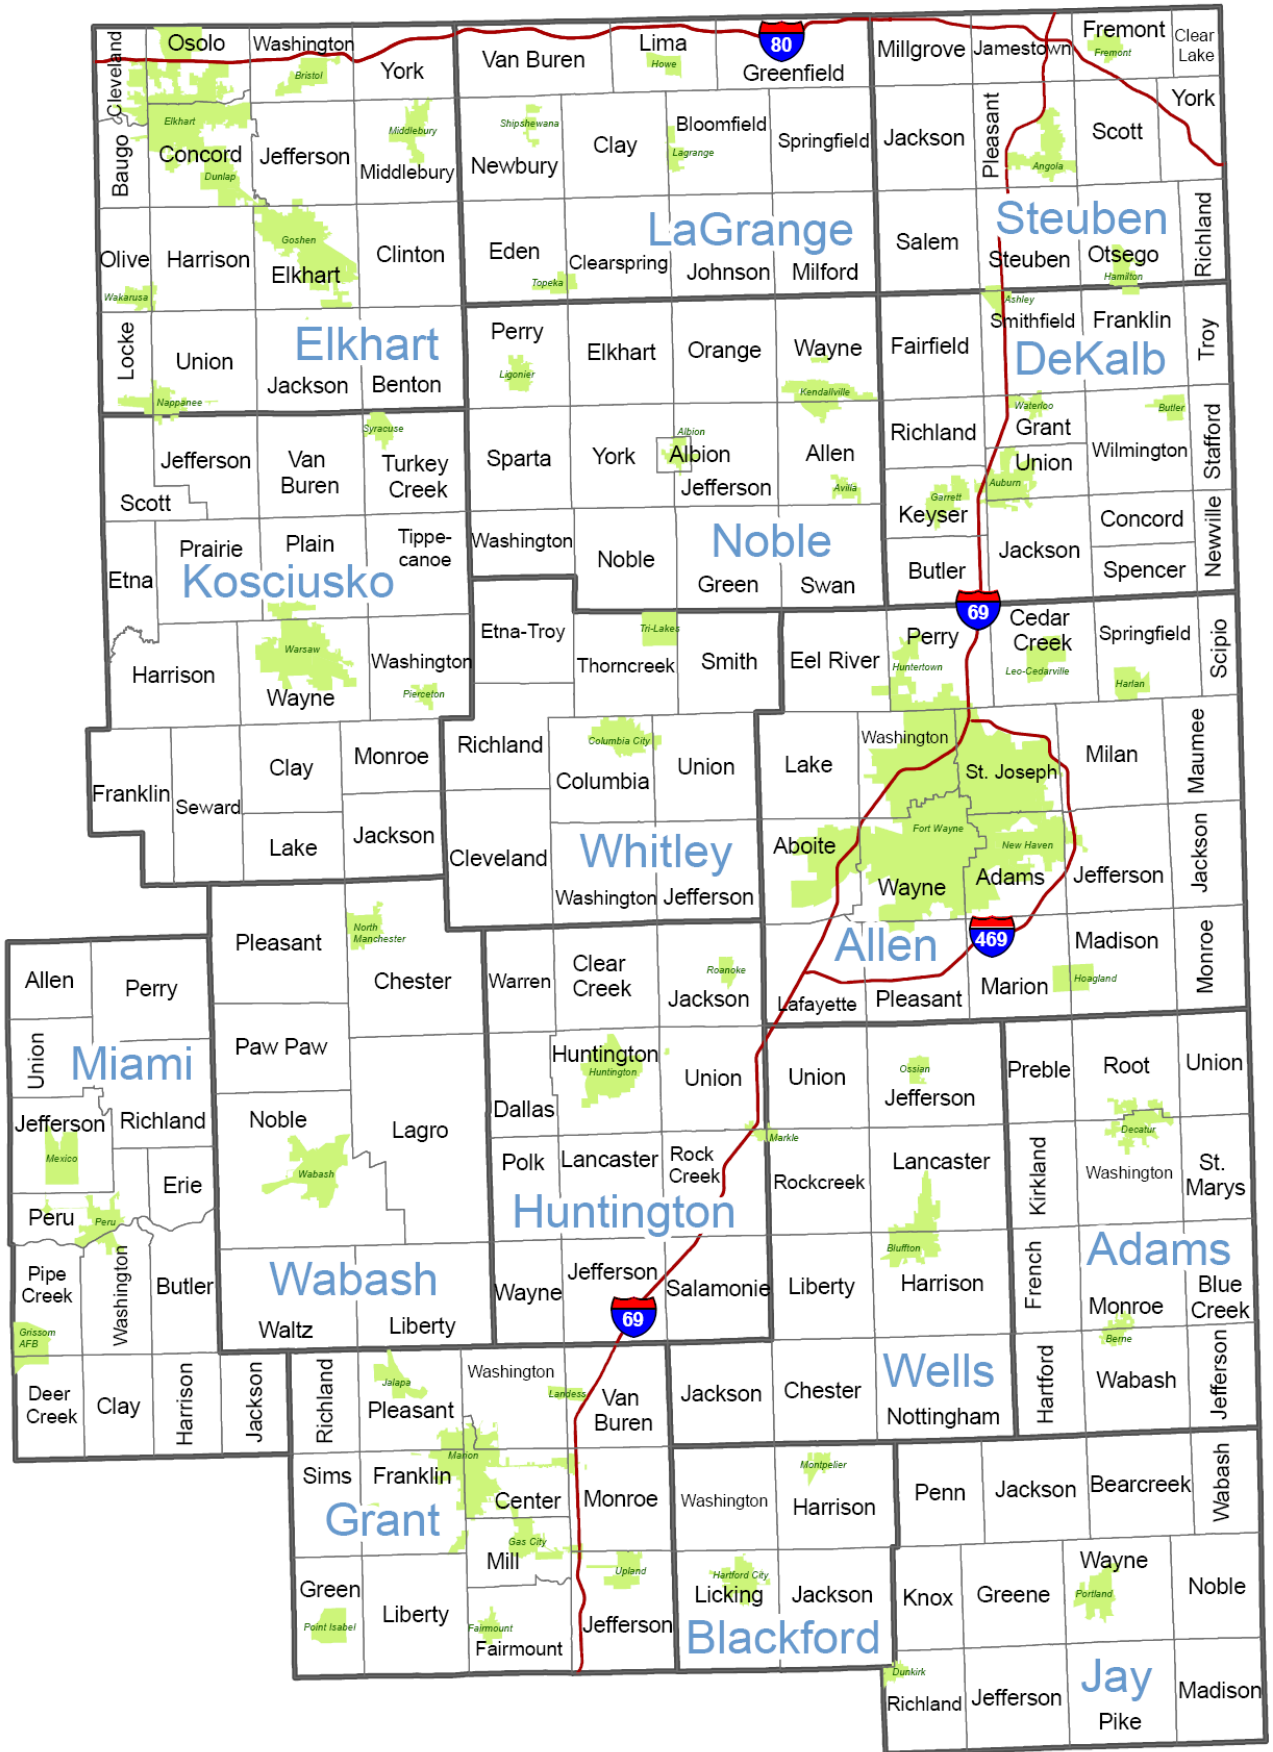 Cleveland
Osolo
Washington
Bristol
York
Elkhart
Concord
Dunlap
Baugo
Jefferson
Middlebury
Middlebury
Olive
Wakarusa
Harrison
Goshen
Elkhart
Clinton
Locke
Union
Nappanee
Elkhart
Jackson
Benton
Van Buren
Lima
Howe
80
Greenfield
Shipshewana
Newbury
Clay
Bloomfield
Lagrange
Springfield
Eden
Topeka
Clearspring
LaGrange
Johnson
Milford
Millgrove
Jamestown
Fremont
Fremont
Clear
Lake
Jackson
Pleasant
Angola
Scott
York
Salem
Steuben
Steuben
Otsego
Hamilton
Richland
Perry
Ligonier
Elkhart
Orange
Wayne
Kendallville
Sparta
York
Albion
Albion
Jefferson
Allen
Avilla
Washington
Noble
Noble
Green
Swan
Fairfield
Ashley
Smithfield
Franklin
DeKalb
Troy
Richland
Waterloo
Grant
Butler
Wilmington
Stafford
Union
Auburn
Garrett
Keyser
Butler
Jackson
Concord
Spencer
Newville
Scott
Jefferson
Van
Buren
Syracuse
Turkey
Creek
Etna
Prairie
Plain
Tippe-
canoe
Kosciusko
Harrison
Warsaw
Wayne
Washington
Pierceton
Franklin
Seward
Clay
Lake
Monroe
Jackson
Etna-Troy
Tri-Lakes
Thorncreek
Smith
Richland
Columbia City
Columbia
Union
Cleveland
Whitley
Washington
Jefferson
Eel River
Perry
Huntertown
69
Cedar
Creek
Leo-Cedarville
Springfield
Harlan
Scipio
Lake
Washington
St. Joseph
Milan
Maumee
Aboite
Fort Wayne
Wayne
New Haven
Adams
Jefferson
Jackson
Allen
469
Lafayette
Pleasant
Marion
Madison
Hoagland
Monroe
Allen
Perry
Union
Miami
Jefferson
Mexico
Richland
Erie
Peru
Peru
Pipe
Creek
Grissom
AFB
Washington
Butler
Deer
Creek
Clay
Harrison
Jackson
Pleasant
North
Manchester
Chester
Paw Paw
Noble
Wabash
Lagro
Wabash
Waltz
Liberty
Warren
Clear
Creek
Roanoke
Jackson
Dallas
Huntington
Huntington
Union
Polk
Lancaster
Rock
Creek
Markle
Huntington
Wayne
Jefferson
69
Salamonie
Union
Ossian
Jefferson
Rockcreek
Lancaster
Bluffton
Liberty
Harrison
Jackson
Chester
Wells
Nottingham
Preble
Root
Union
Decatur
Kirkland
Washington
St.
Marys
Adams
French
Monroe
Berne
Blue
Creek
Hartford
Wabash
Jefferson
Richland
Jalapa
Pleasant
Washington
Landess
Van
Buren
Sims
Franklin
Marion
Center
Monroe
Grant
Gas City
Mill
Upland
Green
Point Isabel
Liberty
Fairmount
Fairmount
Jefferson
Washington
Montpelier
Harrison
Hartford City
Licking
Jackson
Blackford
Penn
Jackson
Bearcreek
Wabash
Knox
Greene
Wayne
Portland
Noble
Dunkirk
Richland
Jefferson
Jay
Pike
Madison